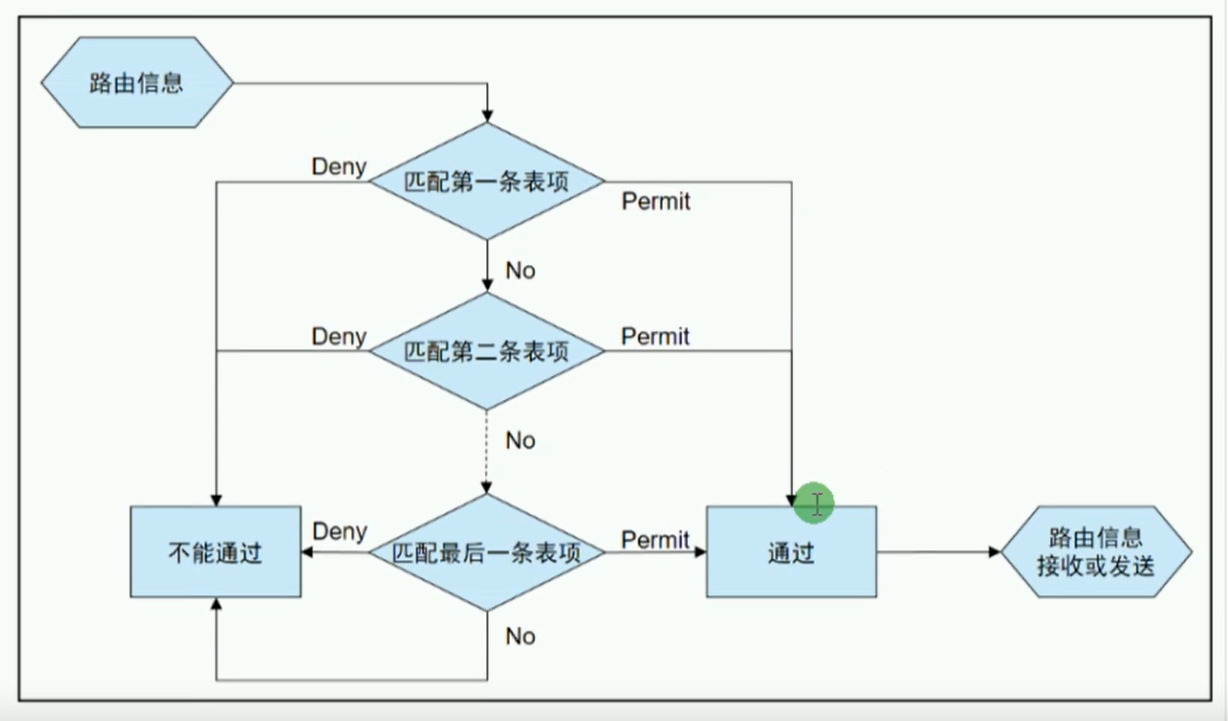 路由信息
Deny
匹配第一条表项
Permit
No
Deny
匹配第二条表项
Permit
No
不能通过
Deny
匹配最后一条表项
Permit
通过
路由信息
接收或发送
No